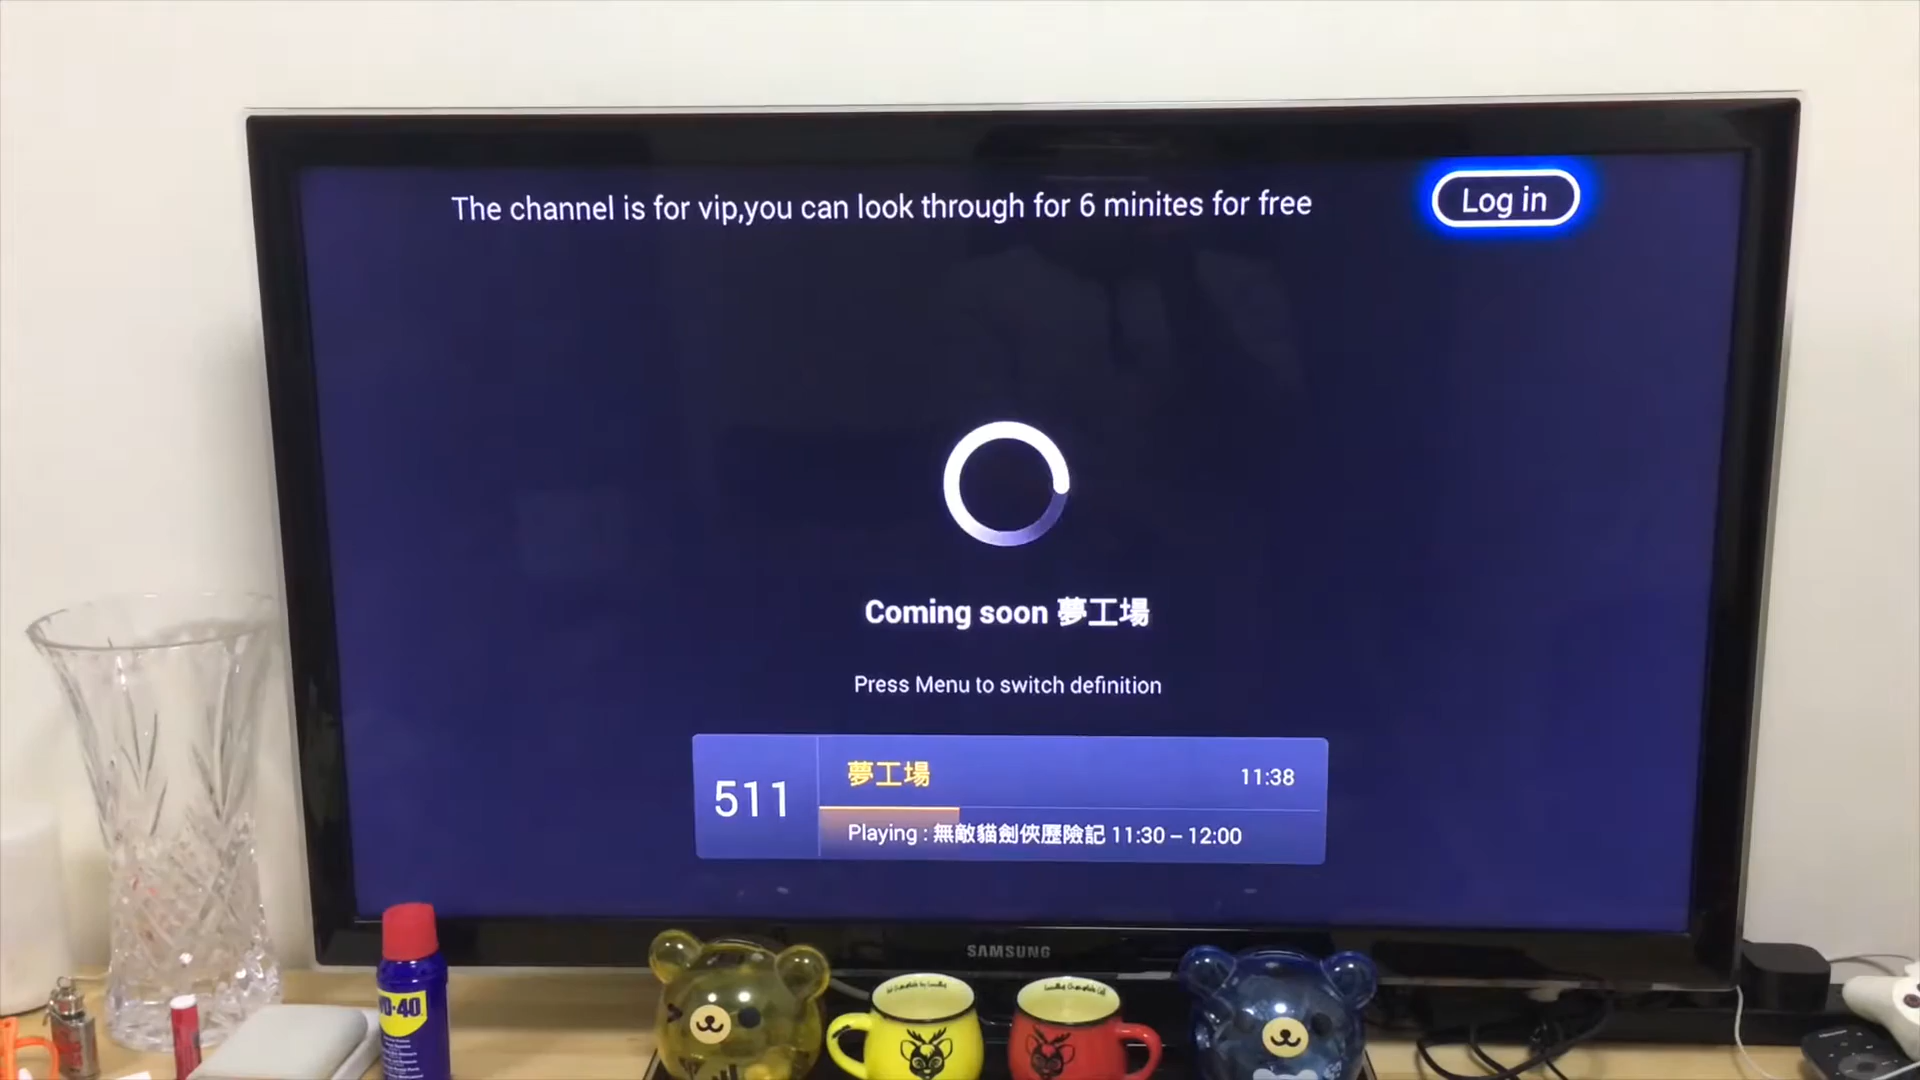 The channel is for vip,you can look through for 6 minites for free
Log in
Coming soon 夢工場
Press Menu to switch definition
511
夢工場
11:38
Playing : 無敵貓劍俠歷險記 11:30 – 12:00
SAMSUNG
WD-40